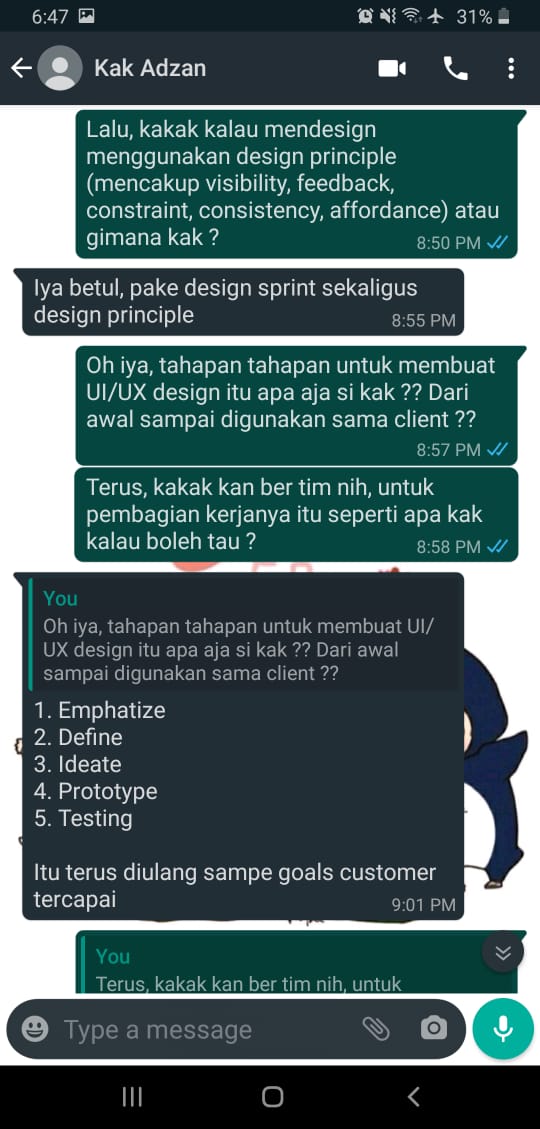 6:47
31%
Kak Adzan
Lalu, kakak kalau mendesign
menggunakan design principle
(mencakup visibility, feedback,
constraint, consistency, affordance) atau
gimana kak ?
8:50 PM
Iya betul, pake design sprint sekaligus
design principle
8:55 PM
Oh iya, tahapan tahapan untuk membuat
UI/UX design itu apa aja si kak ?? Dari
awal sampai digunakan sama client ??
8:57 PM
Terus, kakak kan ber tim nih, untuk
pembagian kerjanya itu seperti apa kak
kalau boleh tau ?
8:58 PM
You
Oh iya, tahapan tahapan untuk membuat UI/
UX design itu apa aja si kak ?? Dari awal
sampai digunakan sama client ??
1. Emphatize
2. Define
3. Ideate
4. Prototype
5. Testing
Itu terus diulang sampe goals customer
tercapai
9:01 PM
You
Terus, kakak kan ber tim nih, untuk
Type a message